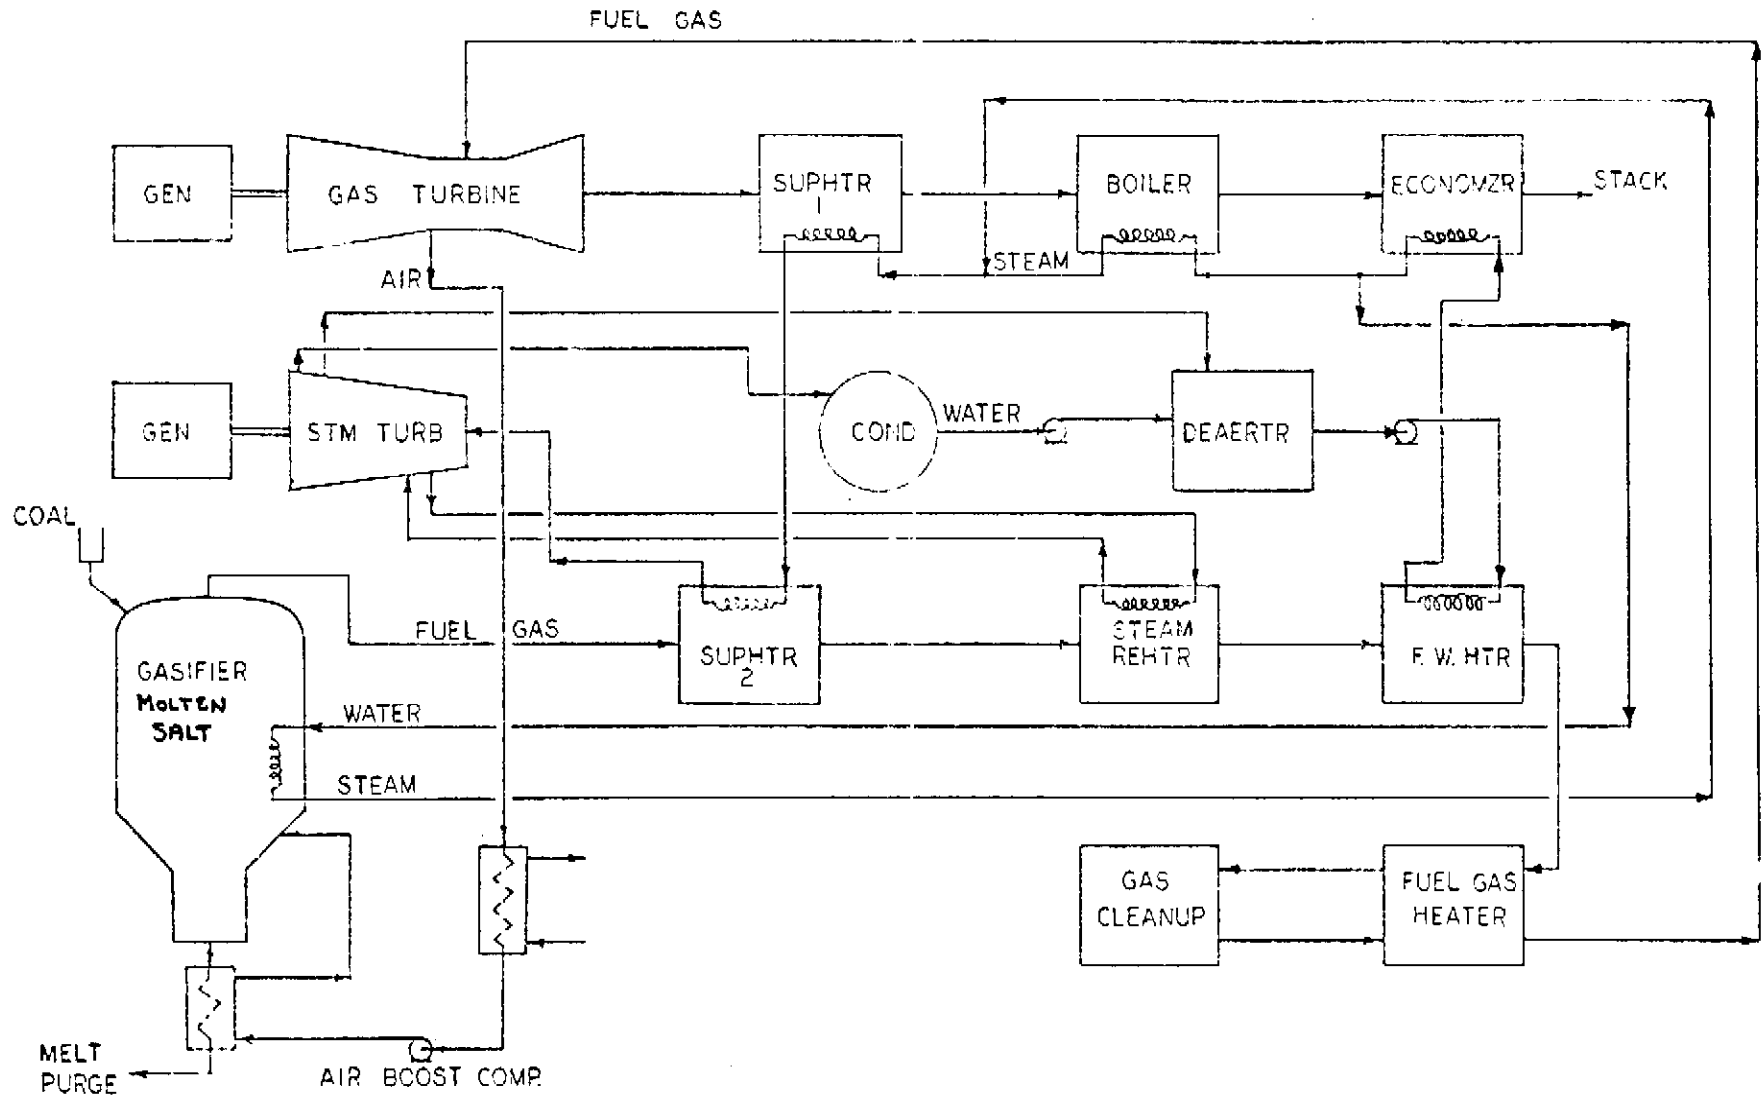 FUEL GAS
GEN
GAS TURBINE
SUPHTR
1
BOILER
ECONOMZR
STACK
AIR
STEAM
GEN
STM TURB
COND
WATER
DEAERTR
COAL
FUEL GAS
SUPHTR
2
STEAM
REHTR
F. W. HTR
GASIFIER
MOLTEN
SALT
WATER
STEAM
GAS
CLEANUP
FUEL GAS
HEATER
MELT
PURGE
AIR BOOST COMP.